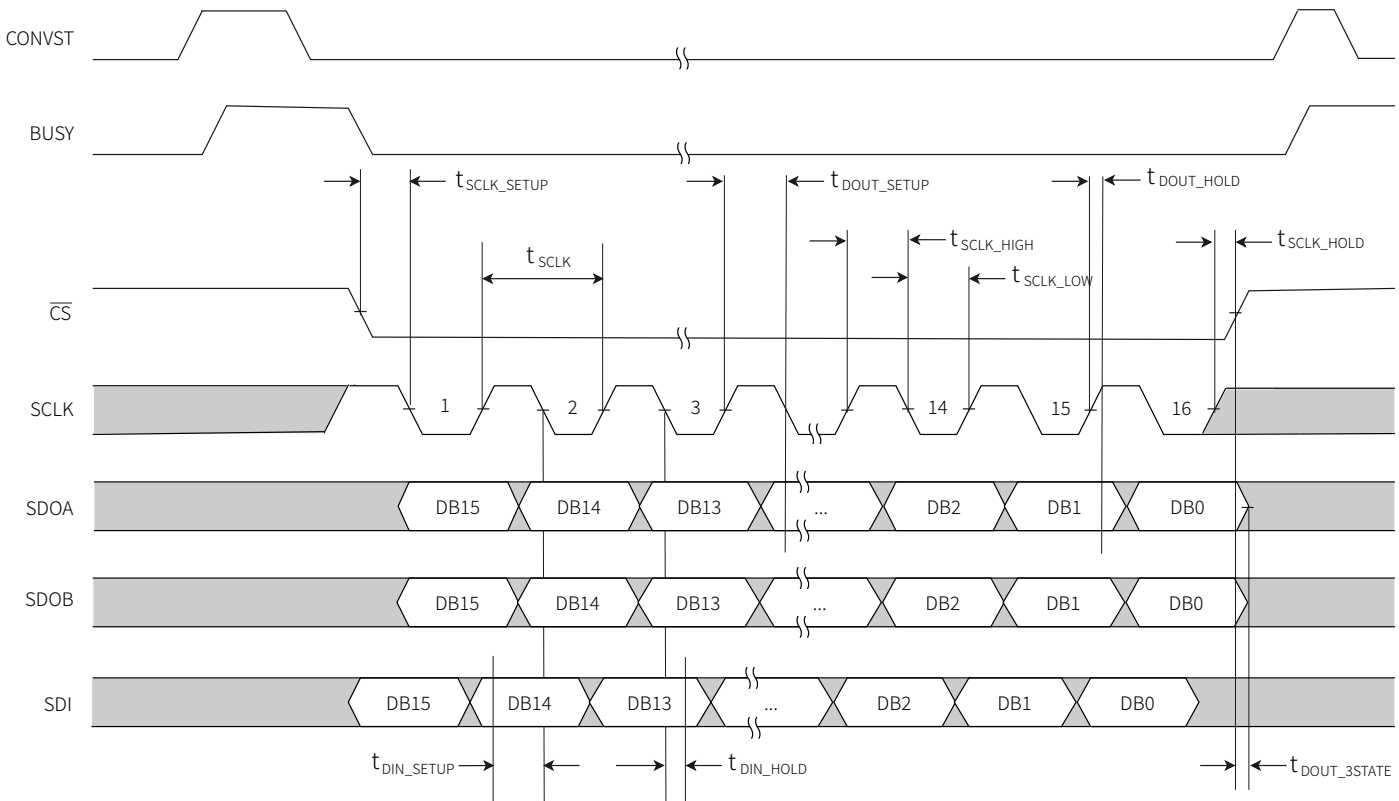 CONVST
BUSY
tSCLK_SETUP
tDOUT_SETUP
tDOUT_HOLD
tSCLK_HIGH
tSCLK_HOLD
tSCLK
tSCLK_LOW
CS
SCLK 1 2 3 14 15 16
SDOA DB15 DB14 DB13 ... DB2 DB1 DB0
SDOB DB15 DB14 DB13 ... DB2 DB1 DB0
SDI DB15 DB14 DB13 ... DB2 DB1 DB0
tDIN_SETUP
tDIN_HOLD
tDOUT_3STATE